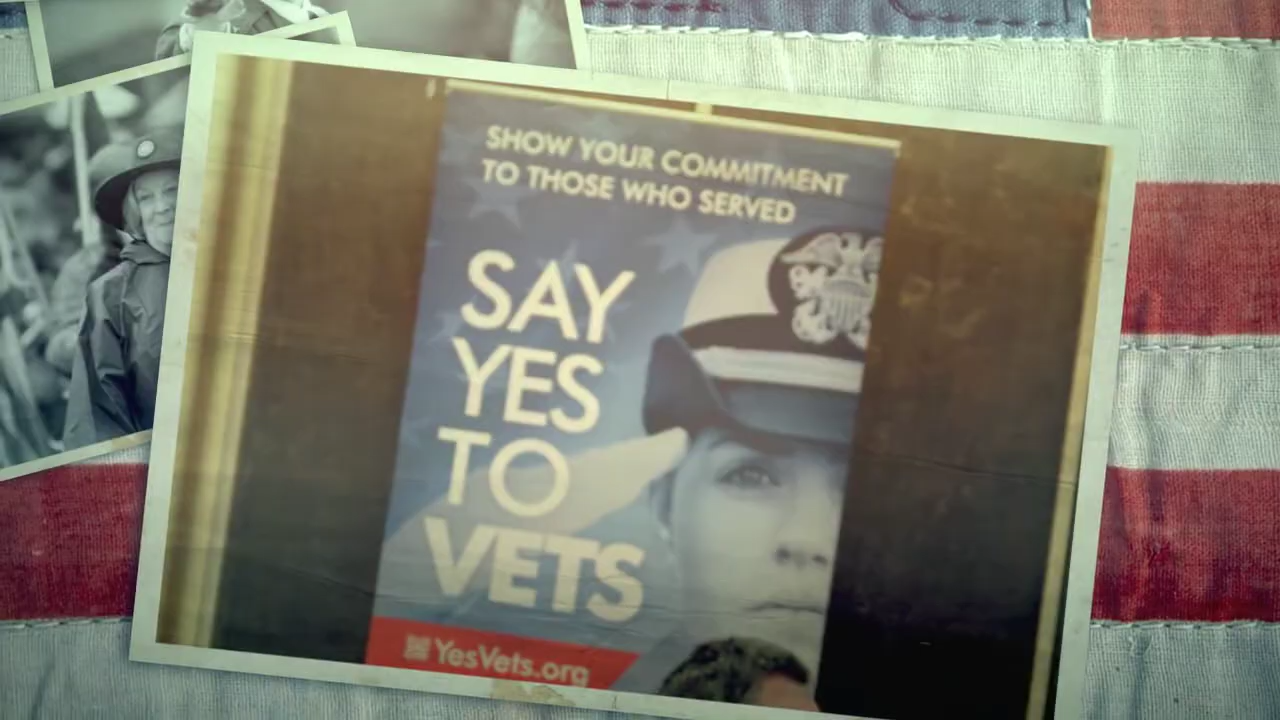 SHOW YOUR COMMITMENT
TO THOSE WHO SERVED
SAY
YES
TO
VETS
YesVets.org